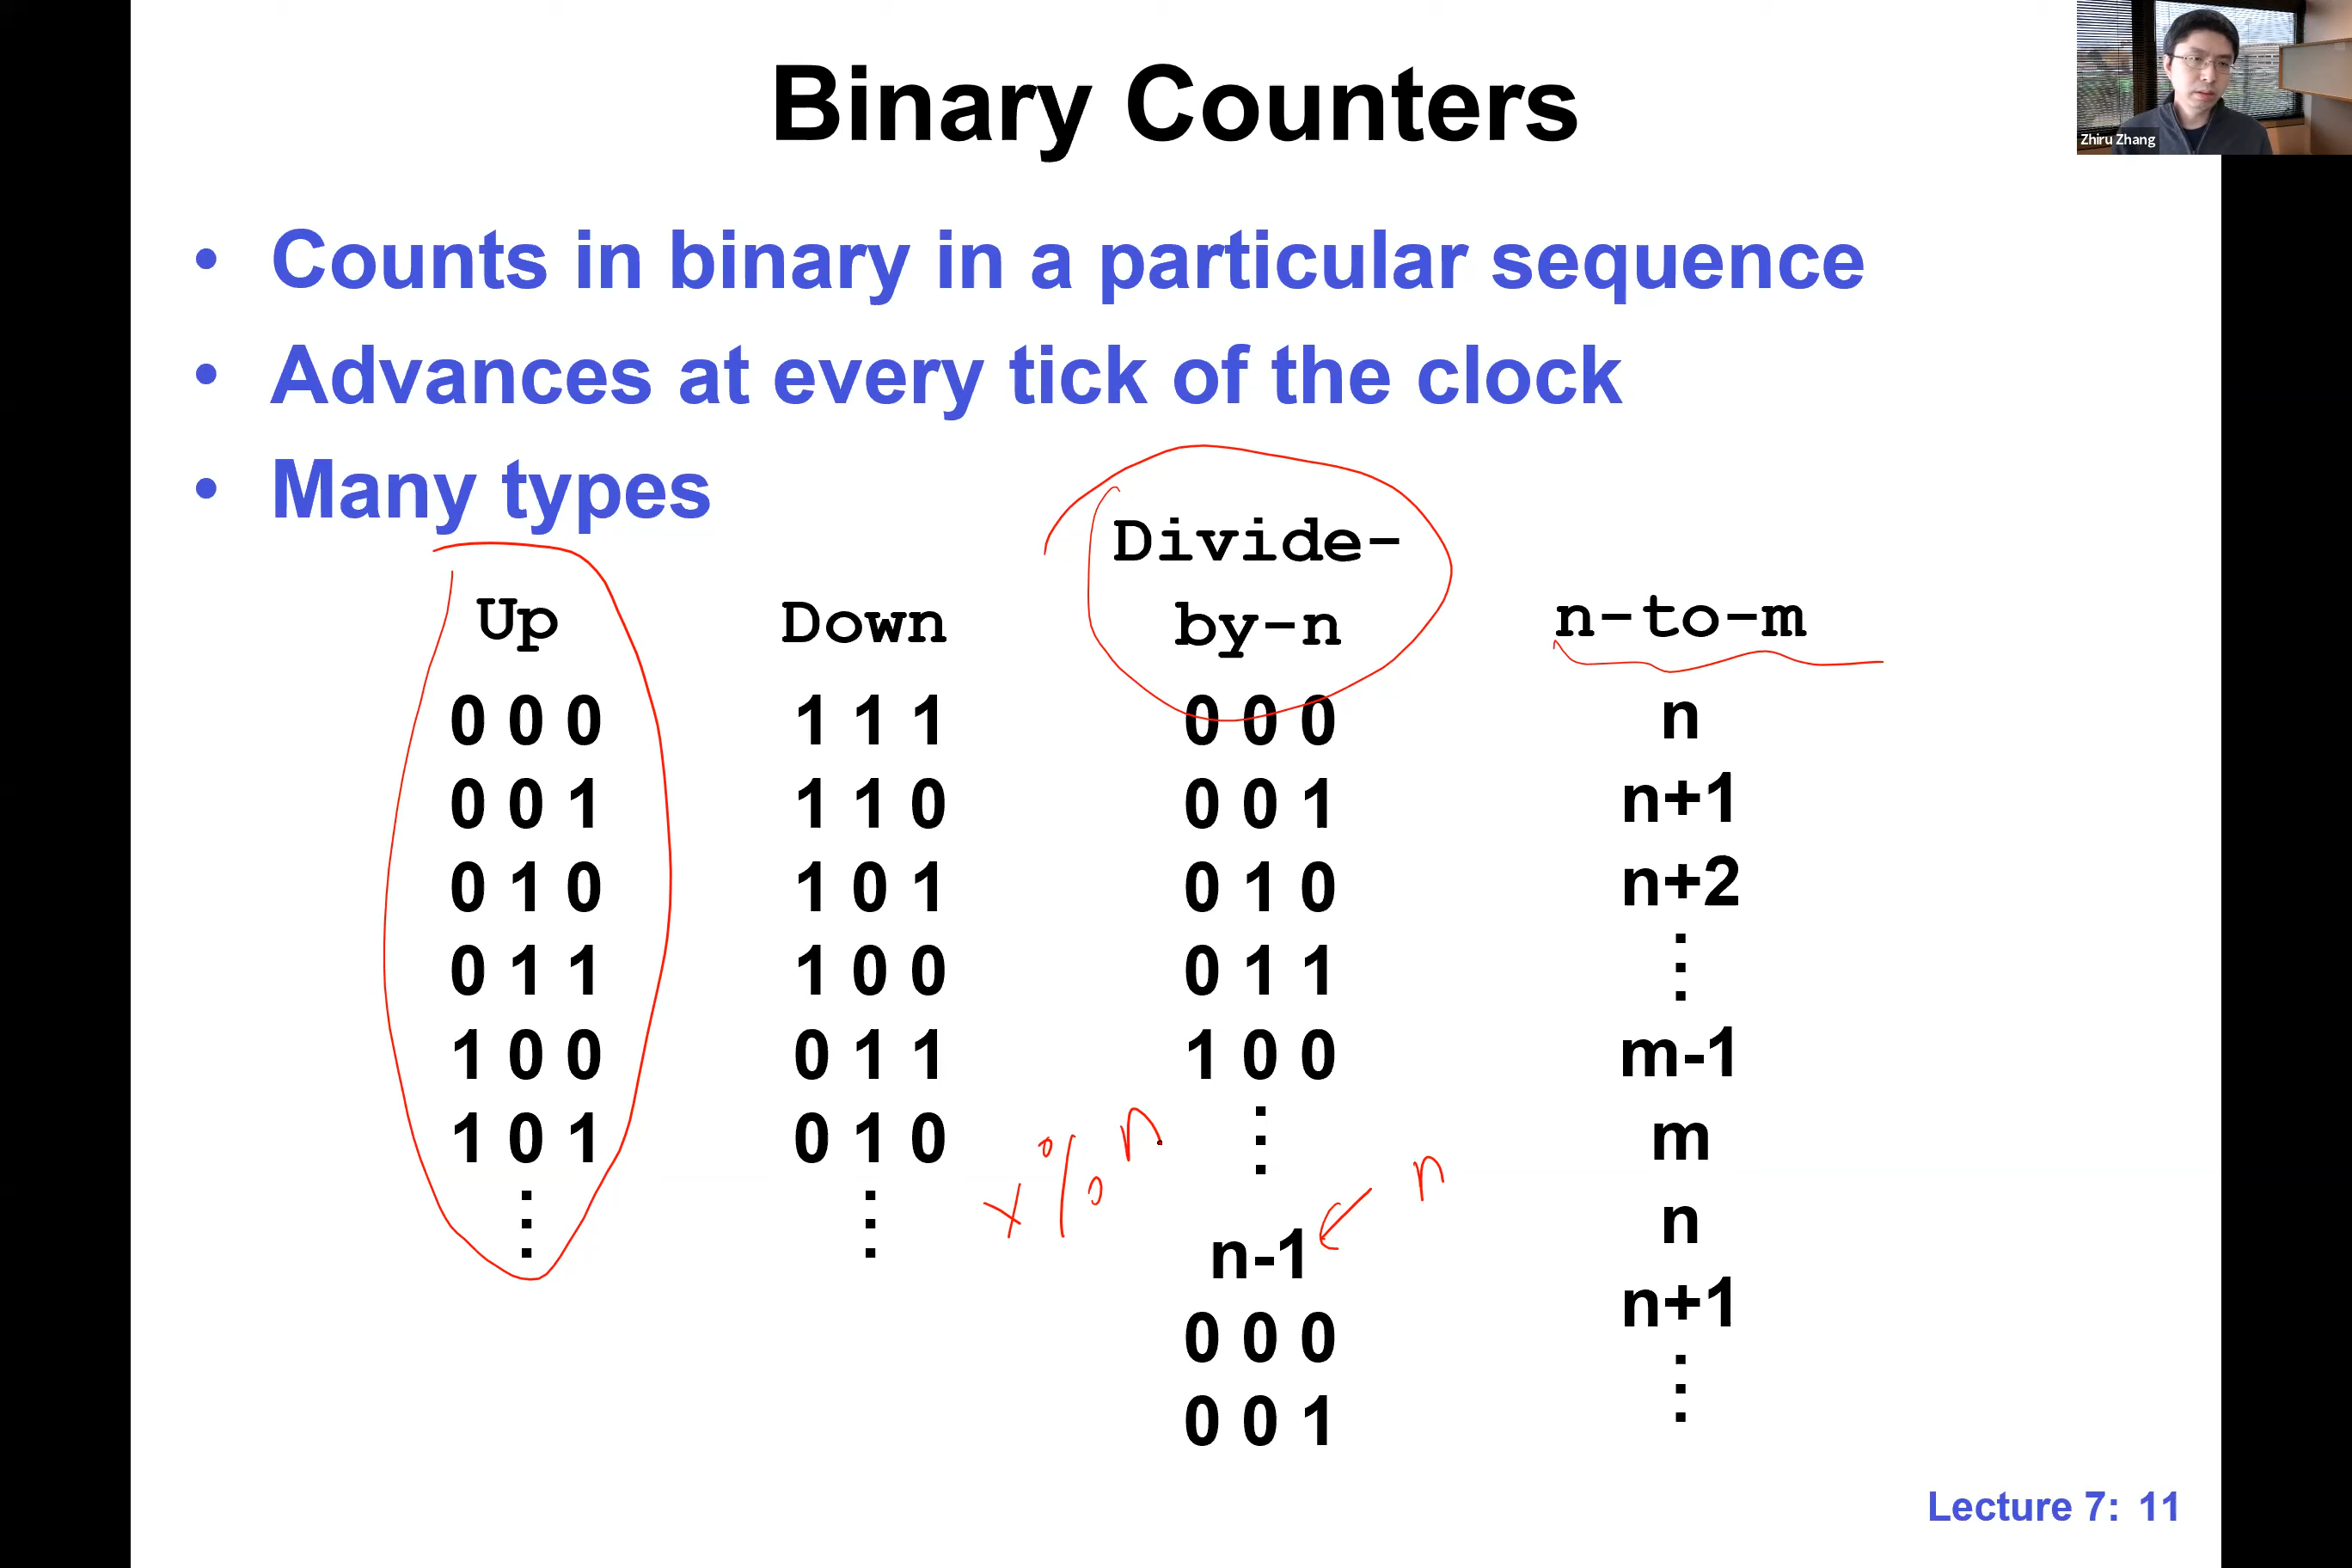 Binary Counters
Zhiru Zhang
• Counts in binary in a particular sequence
• Advances at every tick of the clock
• Many types
Up
0 0 0
0 0 1
0 1 0
0 1 1
1 0 0
1 0 1
⋮
Down
1 1 1
1 1 0
1 0 1
1 0 0
0 1 1
0 1 0
⋮
Divide-
by-n
0 0 0
0 0 1
0 1 0
0 1 1
1 0 0
⋮
n-1
0 0 0
0 0 1
x % n
n
n-to-m
n
n+1
n+2
⋮
m-1
m
n
n+1
⋮
Lecture 7: 11